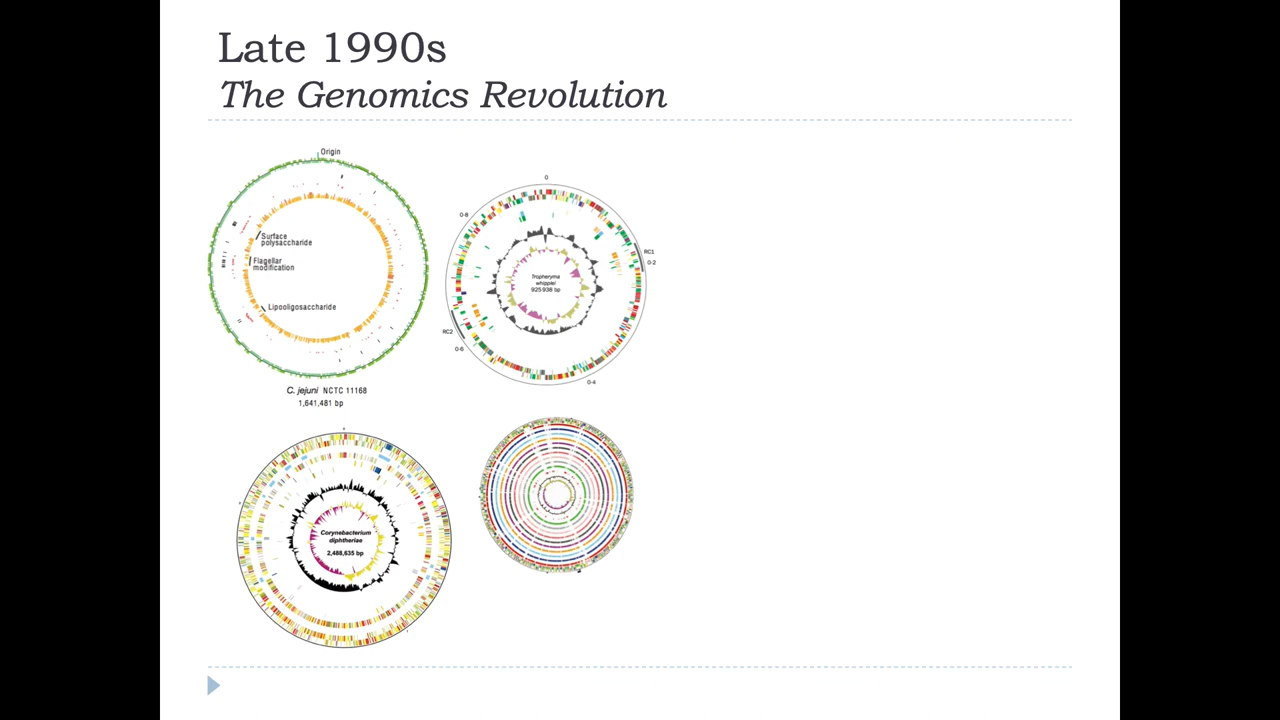 Late 1990s
The Genomics Revolution
Origin
Surface
polysaccharide
Flagellar
modification
Lipooligosaccharide
C. jejuni NCTC 11168
1,641,481 bp
0
0·8
RC1
0·2
Tropheryma
whipplei
925 938 bp
RC2
0·6
0·4
Corynebacterium
diphtheriae
2,488,635 bp